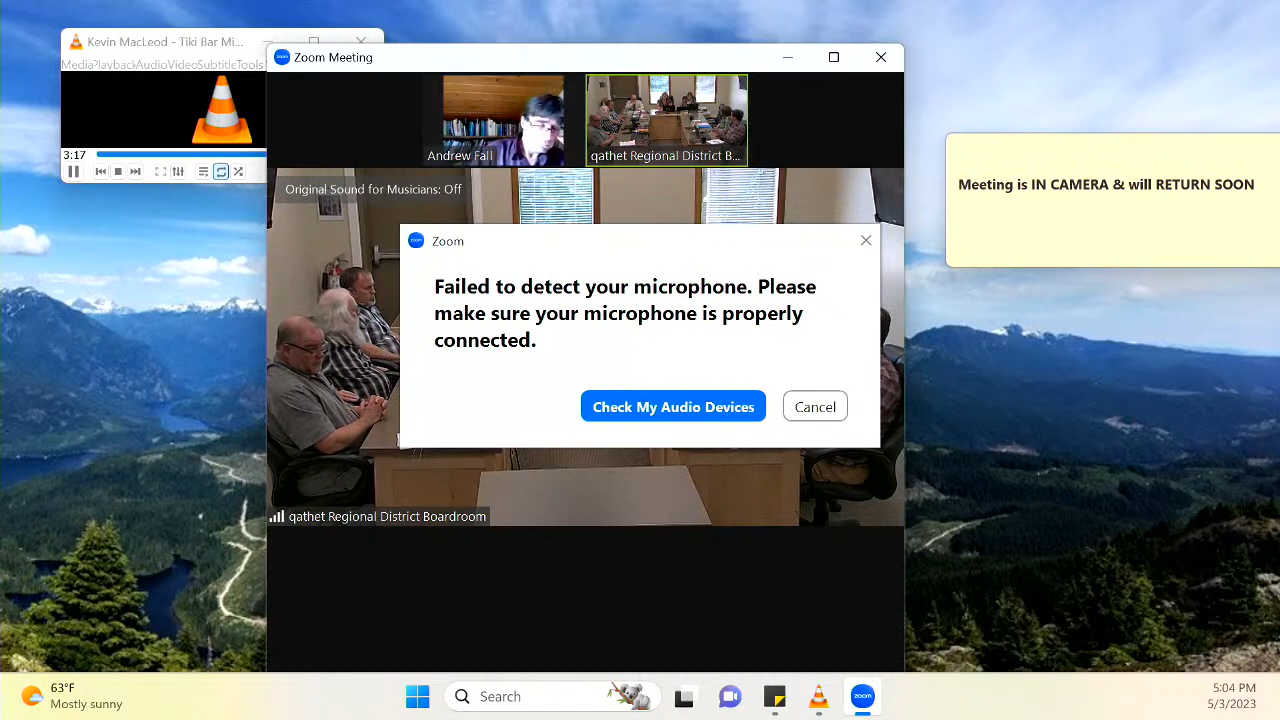 Kevin MacLeod - Tiki Bar Mi...
Media Playback Audio Video Subtitle Tools
3:17
zoom Zoom Meeting
Andrew Fall
qathet Regional District B...
Original Sound for Musicians: Off
Meeting is IN CAMERA & will RETURN SOON
zoom Zoom
Failed to detect your microphone. Please
make sure your microphone is properly
connected.
Check My Audio Devices
Cancel
qathet Regional District Boardroom
63°F
Mostly sunny
Search
zoom
5:04 PM
5/3/2023